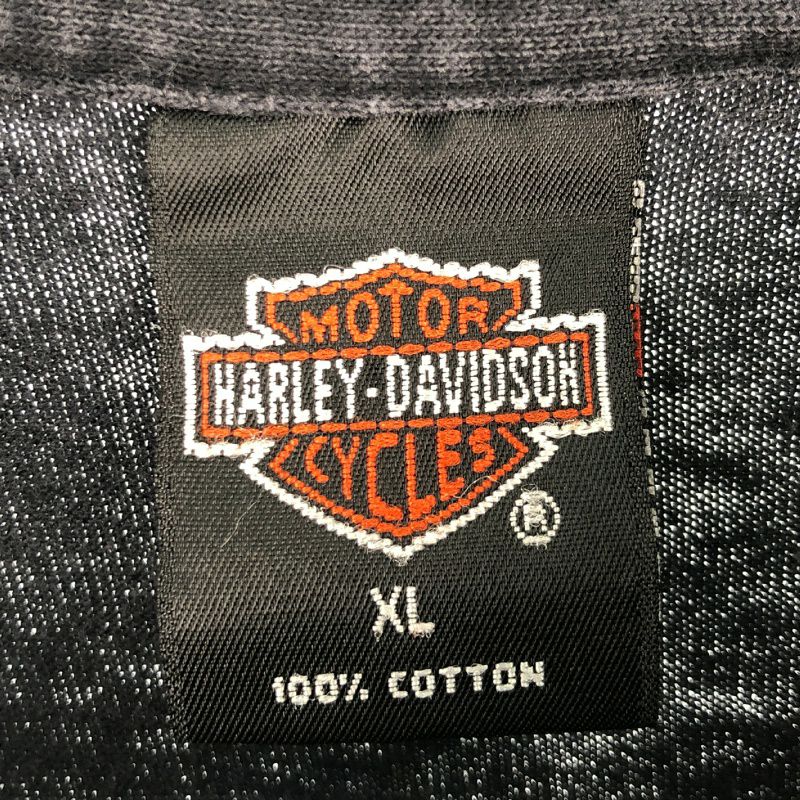 MOTOR
HARLEY-DAVIDSON
CYCLES
®
XL
100% COTTON